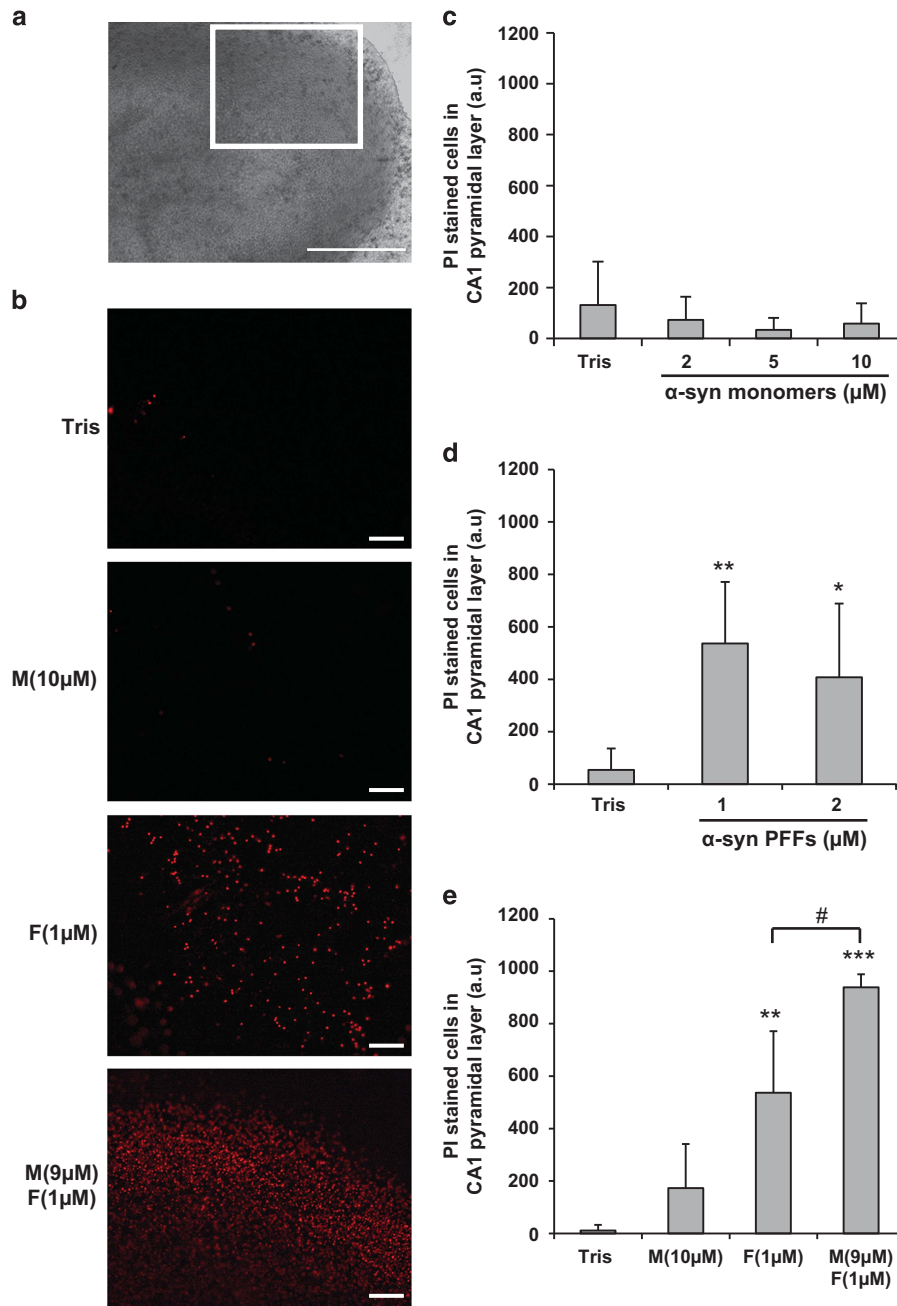 a
b
Tris
M(10µM)
F(1µM)
M(9µM)
F(1µM)
c
PI stained cells in
CA1 pyramidal layer (a.u)
1200
1000
800
600
400
200
0
Tris
2
5
10
α-syn monomers (µM)
d
PI stained cells in
CA1 pyramidal layer (a.u)
1200
1000
800
600
400
200
0
**
*
Tris
1
2
α-syn PFFs (µM)
e
PI stained cells in
CA1 pyramidal layer (a.u)
1200
1000
800
600
400
200
0
#
**
***
Tris
M(10µM)
F(1µM)
M(9µM)
F(1µM)